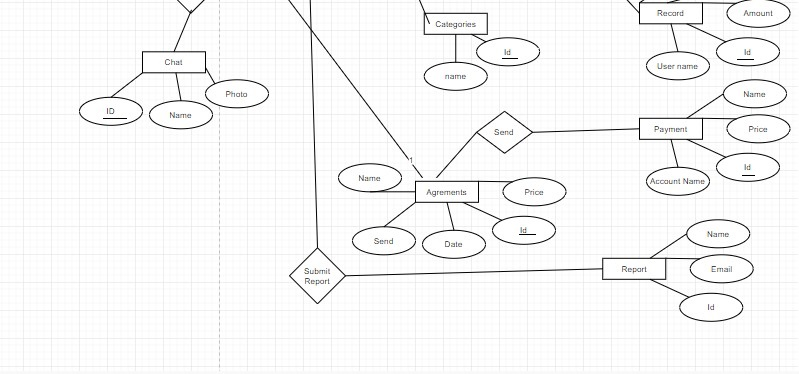 Categories
Record
Amount
Id
Id
name
User name
Chat
Photo
ID
Name
Name
Send
Payment
Price
1
Id
Name
Account Name
Agrements
Price
Send
Date
Id
Name
Submit
Report
Report
Email
Id